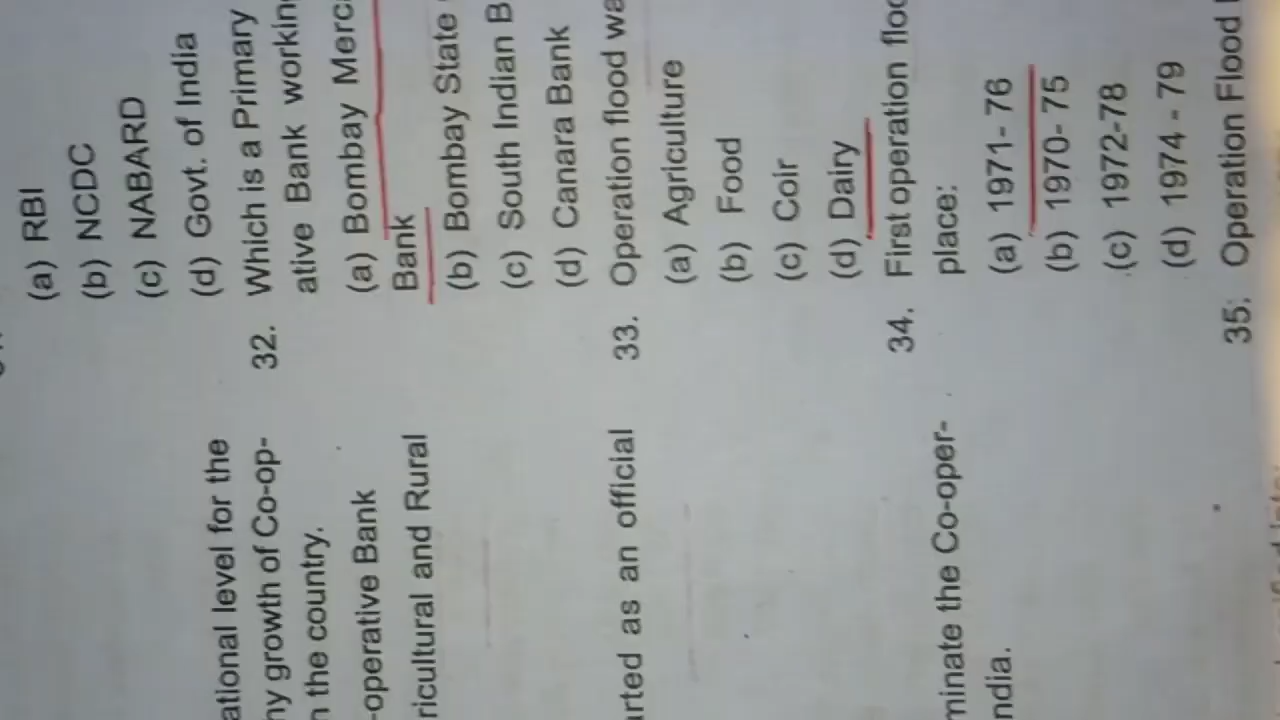 ational level for the
ny growth of Co-op-
n the country.
-operative Bank
ricultural and Rural
arted as an official
minate the Co-oper-
ndia.
(a) RBI
(b) NCDC
(c) NABARD
(d) Govt. of India
32. Which is a Primary
ative Bank workin
(a) Bombay Merc
Bank
(b) Bombay State
(c) South Indian B
(d) Canara Bank
33. Operation flood wa
(a) Agriculture
(b) Food
(c) Coir
(d) Dairy
34. First operation floo
place:
(a) 1971- 76
(b) 1970- 75
(c) 1972-78
(d) 1974 - 79
35. Operation Flood